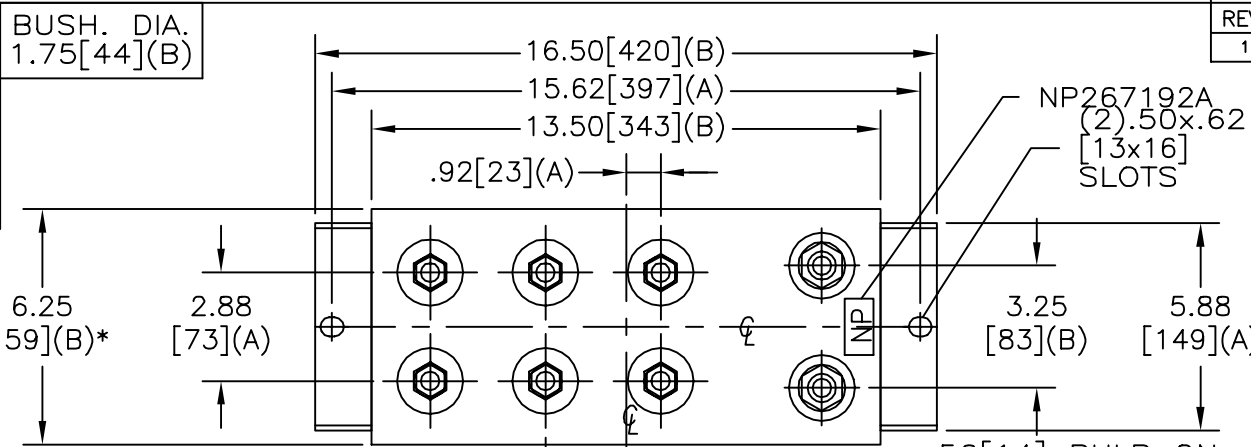 BUSH. DIA.
1.75[44](B)
16.50[420](B)
15.62[397](A)
13.50[343](B)
.92[23](A)
REV
1
NP267192A
(2).50x.62
[13x16]
SLOTS
6.25
59](B)*
2.88
[73](A)
NP
3.25
[83](B)
5.88
[149](A)